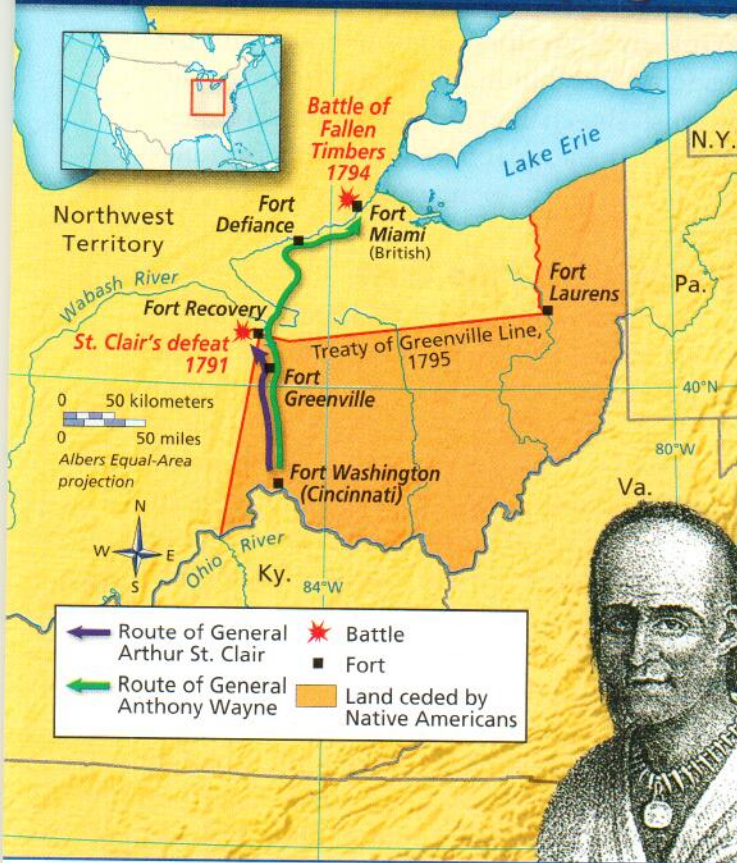 Battle of
Fallen
Timbers
1794
Lake Erie
N.Y.
Northwest
Territory
Fort
Defiance
Fort
Miami
(British)
Wabash River
Fort Recovery
St. Clair's defeat
1791
Fort
Laurens
Pa.
Treaty of Greenville Line,
1795
Fort
Greenville
0 50 kilometers
0 50 miles
Albers Equal-Area
projection
40°N
80°W
Fort Washington
(Cincinnati)
Va.
N
W E
S
Ohio River
Ky.
84°W
Route of General
Arthur St. Clair
Route of General
Anthony Wayne
Battle
Fort
Land ceded by
Native Americans